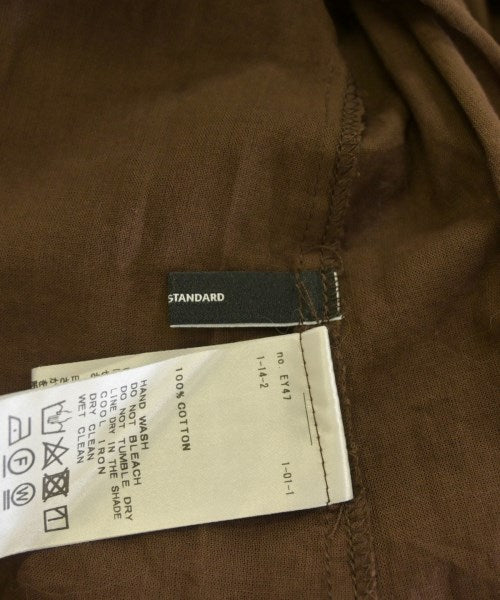 STANDARD
no. EY47
1-14-2
1-01-1
100% COTTON
HAND WASH
DO NOT BLEACH
DO NOT TUMBLE DRY
LINE DRY IN THE SHADE
COOL IRON
DRY CLEAN
WET CLEAN
F
W